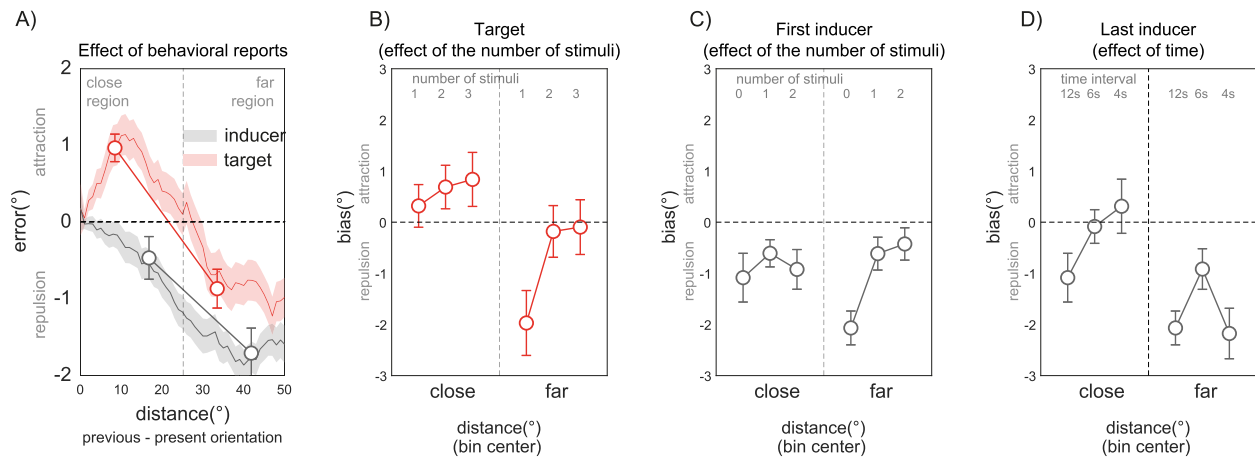 A)
Effect of behavioral reports
2
1
0
-1
-2
error(°)
attraction
repulsion
close
region
far
region
inducer
target
0
10
20
30
40
50
distance(°)
previous - present orientation
B)
Target
(effect of the number of stimuli)
3
2
1
0
-1
-2
-3
bias(°)
attraction
repulsion
number of stimuli
1 2 3
1 2 3
close
far
distance(°)
(bin center)
C)
First inducer
(effect of the number of stimuli)
3
2
1
0
-1
-2
-3
bias(°)
attraction
repulsion
number of stimuli
0 1 2
0 1 2
close
far
distance(°)
(bin center)
D)
Last inducer
(effect of time)
3
2
1
0
-1
-2
-3
bias(°)
attraction
repulsion
time interval
12s 6s 4s
12s 6s 4s
close
far
distance(°)
(bin center)